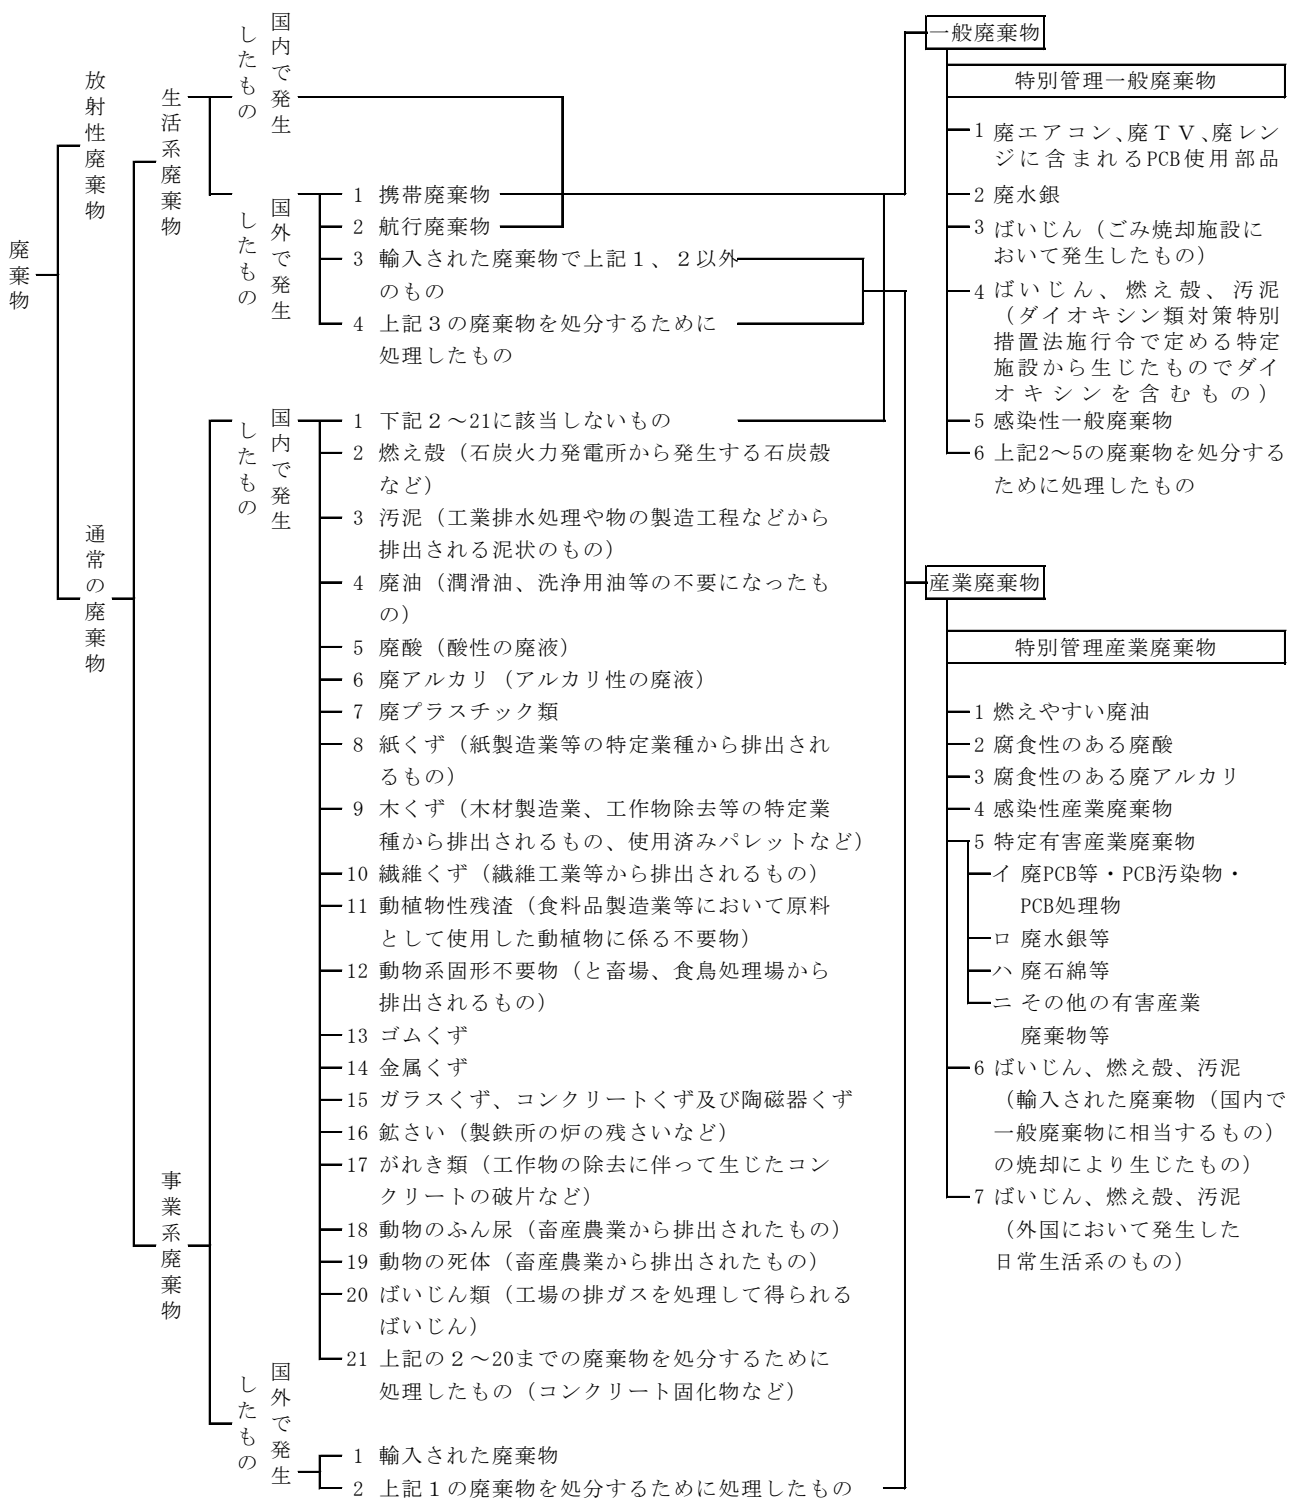 廃棄物
放射性廃棄物
通常の廃棄物
生活系廃棄物
事業系廃棄物
国内で発生
したもの
国外で発生
したもの
1 携帯廃棄物
2 航行廃棄物
3 輸入された廃棄物で上記1、2以外
のもの
4 上記3の廃棄物を処分するために
処理したもの
国内で発生
したもの
1 下記2~21に該当しないもの
2 燃え殻(石炭火力発電所から発生する石炭殻
など)
3 汚泥(工業排水処理や物の製造工程などから
排出される泥状のもの)
4 廃油(潤滑油、洗浄用油等の不要になったも
の)
5 廃酸(酸性の廃液)
6 廃アルカリ(アルカリ性の廃液)
7 廃プラスチック類
8 紙くず(紙製造業等の特定業種から排出され
るもの)
9 木くず(木材製造業、工作物除去等の特定業
種から排出されるもの、使用済みパレットなど)
10 繊維くず(繊維工業等から排出されるもの)
11 動植物性残渣(食料品製造業等において原料
として使用した動植物に係る不要物)
12 動物系固形不要物(と畜場、食鳥処理場から
排出されるもの)
13 ゴムくず
14 金属くず
15 ガラスくず、コンクリートくず及び陶磁器くず
16 鉱さい(製鉄所の炉の残さいなど)
17 がれき類(工作物の除去に伴って生じたコン
クリートの破片など)
18 動物のふん尿(畜産農業から排出されたもの)
19 動物の死体(畜産農業から排出されたもの)
20 ばいじん類(工場の排ガスを処理して得られる
ばいじん)
21 上記の2~20までの廃棄物を処分するために
処理したもの(コンクリート固化物など)
国外で発生
したもの
1 輸入された廃棄物
2 上記1の廃棄物を処分するために処理したもの
一般廃棄物
特別管理一般廃棄物
1 廃エアコン、廃TV、廃レン
ジに含まれるPCB使用部品
2 廃水銀
3 ばいじん(ごみ焼却施設に
おいて発生したもの)
4 ばいじん、燃え殻、汚泥
(ダイオキシン類対策特別
措置法施行令で定める特定
施設から生じたものでダイ
オキシンを含むもの)
5 感染性一般廃棄物
6 上記2~5の廃棄物を処分する
ために処理したもの
産業廃棄物
特別管理産業廃棄物
1 燃えやすい廃油
2 腐食性のある廃酸
3 腐食性のある廃アルカリ
4 感染性産業廃棄物
5 特定有害産業廃棄物
イ 廃PCB等・PCB汚染物・
PCB処理物
ロ 廃水銀等
ハ 廃石綿等
ニ その他の有害産業
廃棄物等
6 ばいじん、燃え殻、汚泥
(輸入された廃棄物(国内で
一般廃棄物に相当するもの)
の焼却により生じたもの)
7 ばいじん、燃え殻、汚泥
(外国において発生した
日常生活系のもの)